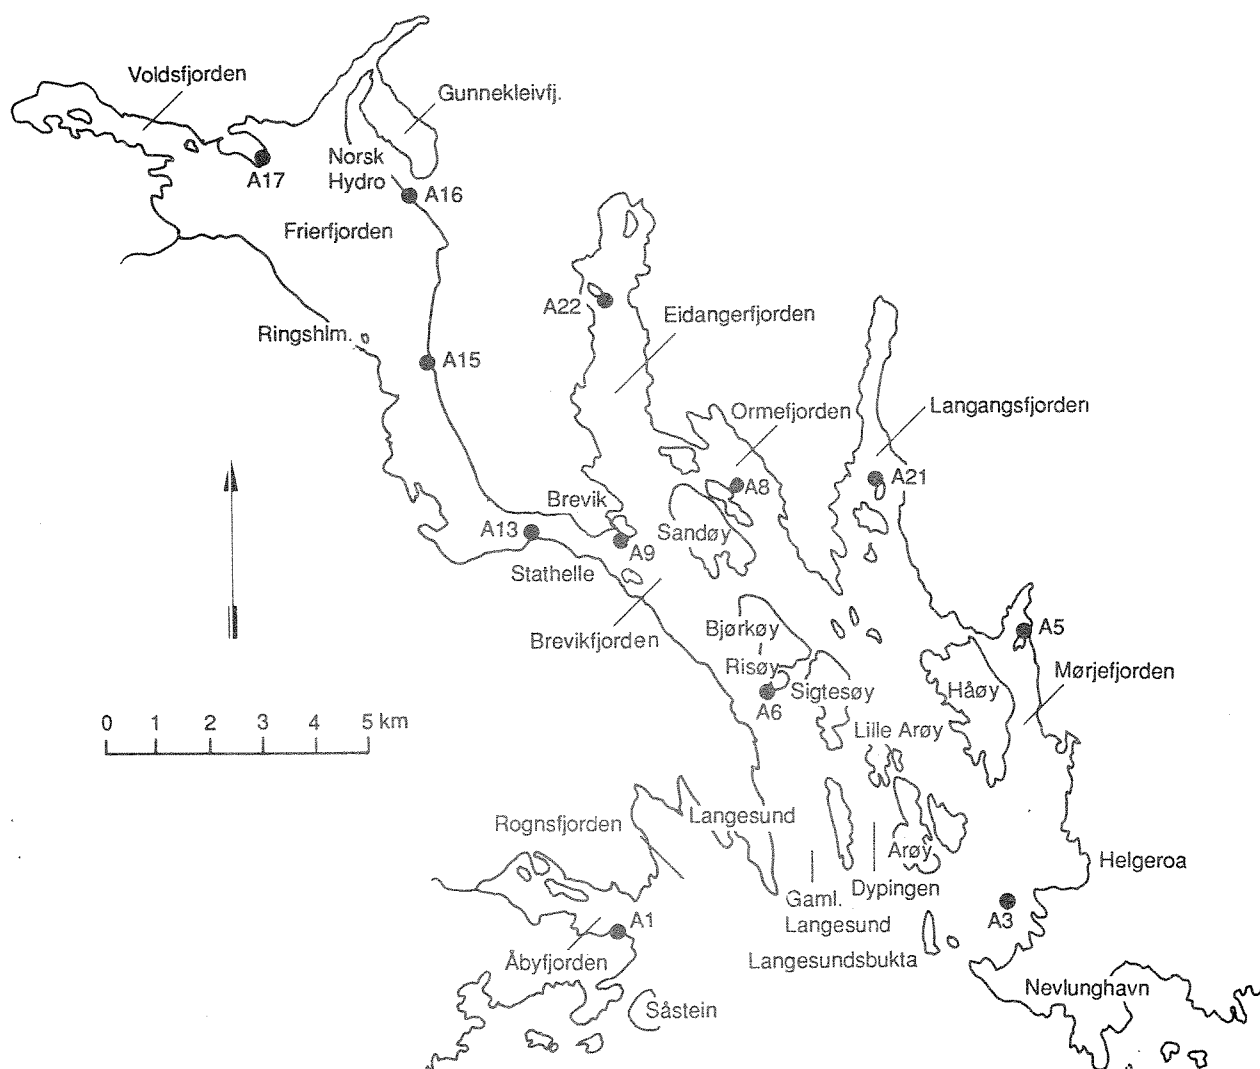 Voldsfjorden
Gunnekleivfj.
Norsk
Hydro
A17
A16
Frierfjorden
A22
Eidangerfjorden
Ringshlm.
A15
Ormefjorden
Langangsfjorden
A21
A8
Brevik
A13
Sandøy
A9
Stathelle
Bjørkøy
A5
Brevikfjorden
Risøy
Mørjefjorden
Sigtesøy
Håøy
A6
0 1 2 3 4 5 km
Lille Arøy
Rognsfjorden
Langesund
Arøy
Helgeroa
Dypingen
Gaml.
Langesund
A1
A3
Åbyfjorden
Langesundsbukta
Nevlunghavn
Såstein